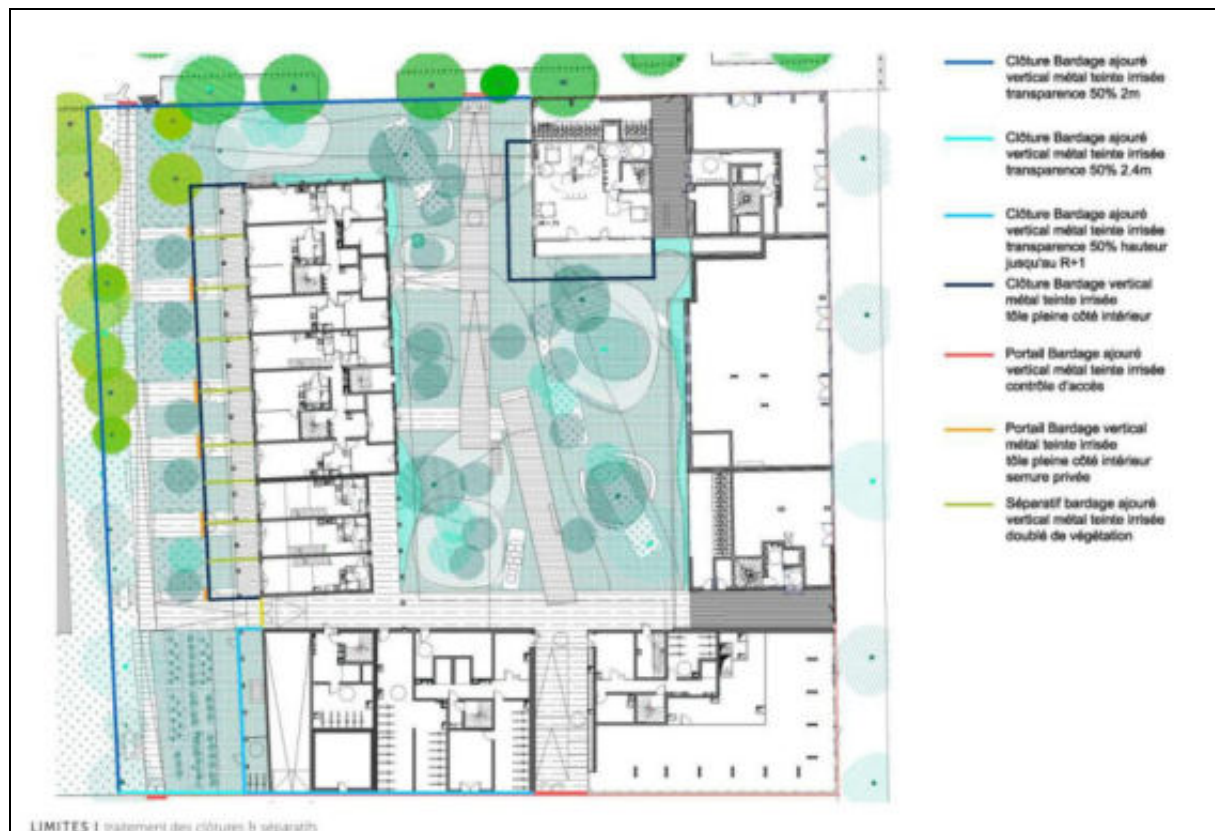 Clôture Bardage ajouré
vertical métal teinte irrisée
transparence 50% 2m
Clôture Bardage ajouré
vertical métal teinte irrisée
transparence 50% 2.4m
Clôture Bardage ajouré
vertical métal teinte irrisée
transparence 50% hauteur
jusqu'au R+1
Clôture Bardage vertical
métal teinte irrisée
tôle pleine côté intérieur
Portail Bardage ajouré
vertical métal teinte irrisée
contrôle d'accès
Portail Bardage vertical
métal teinte irrisée
tôle pleine côté intérieur
serrure privée
Séparatif bardage ajouré
vertical métal teinte irrisée
doublé de végétation
LIMITES | traitement des clôtures & séparatifs